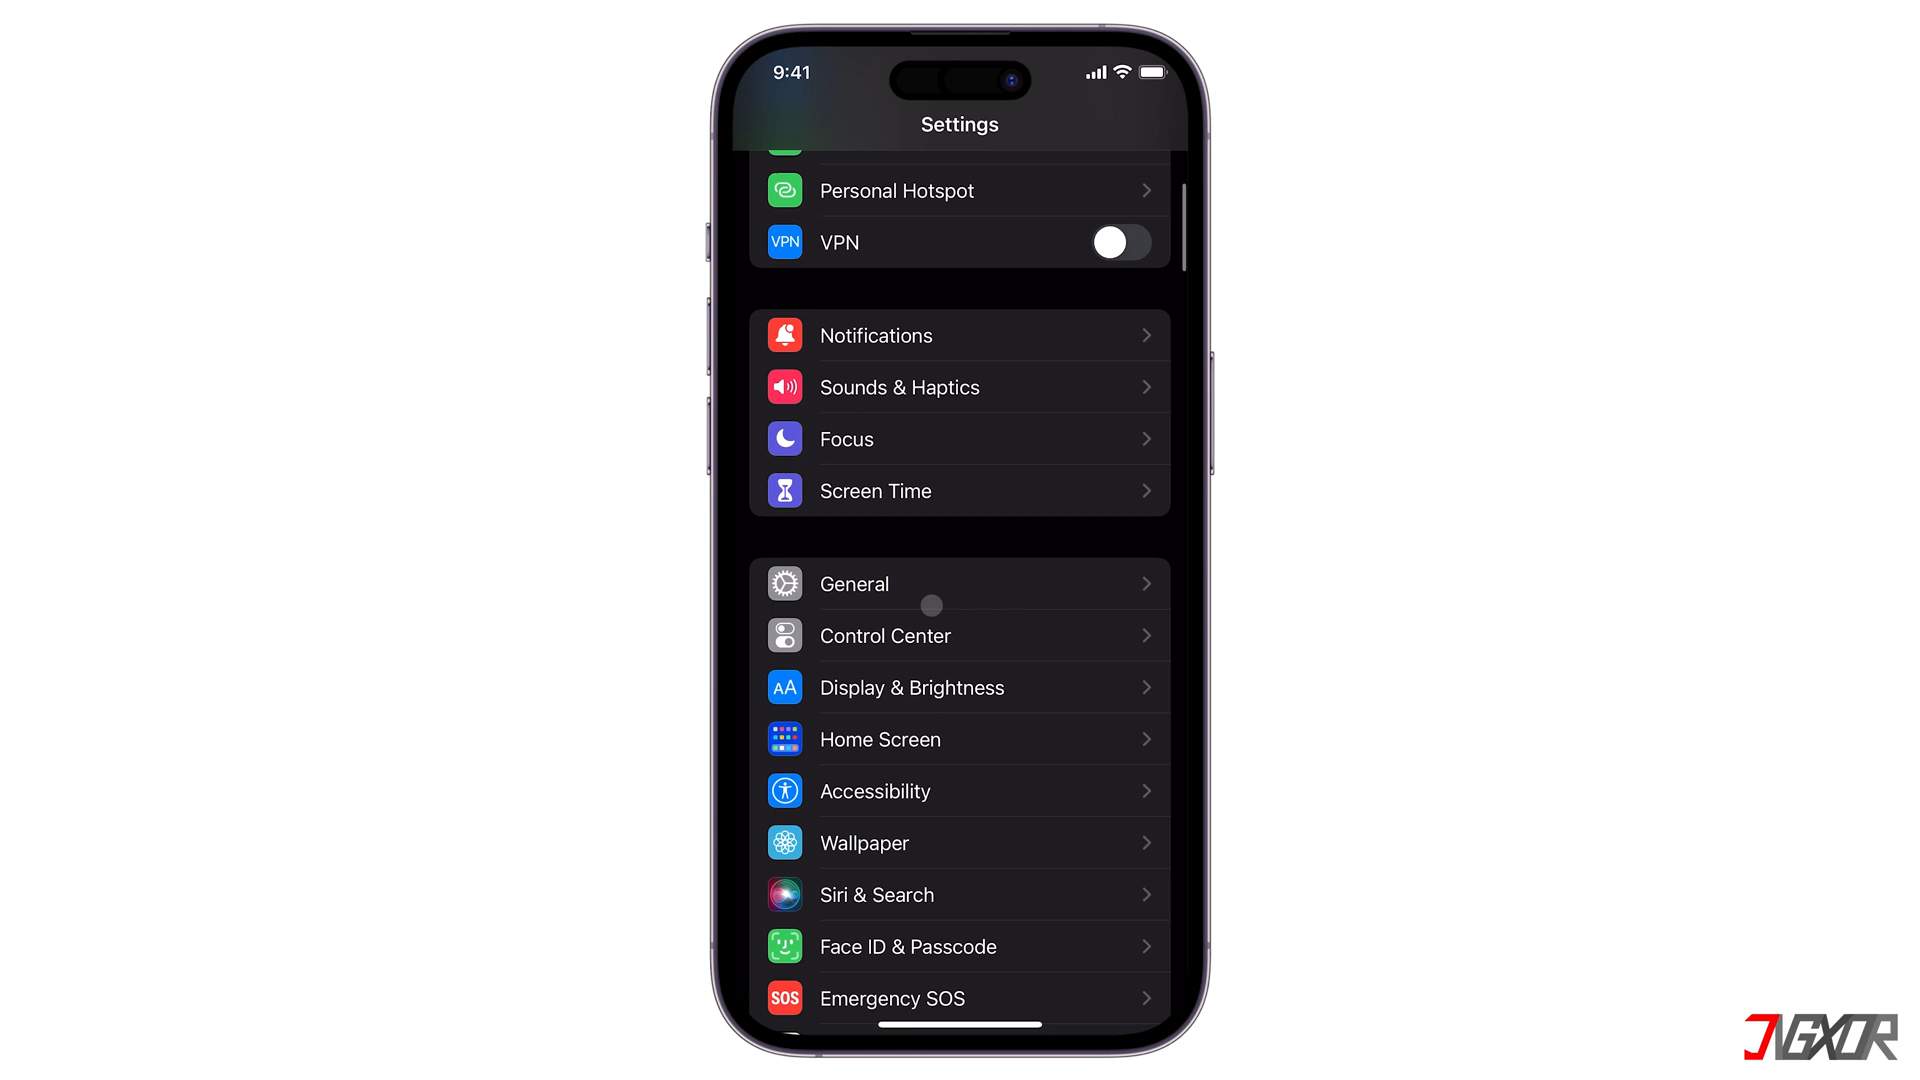 9:41
Settings
Personal Hotspot
VPN VPN
Notifications
Sounds & Haptics
Focus
Screen Time
General
Control Center
AA Display & Brightness
Home Screen
Accessibility
Wallpaper
Siri & Search
Face ID & Passcode
SOS Emergency SOS
JVGXOR